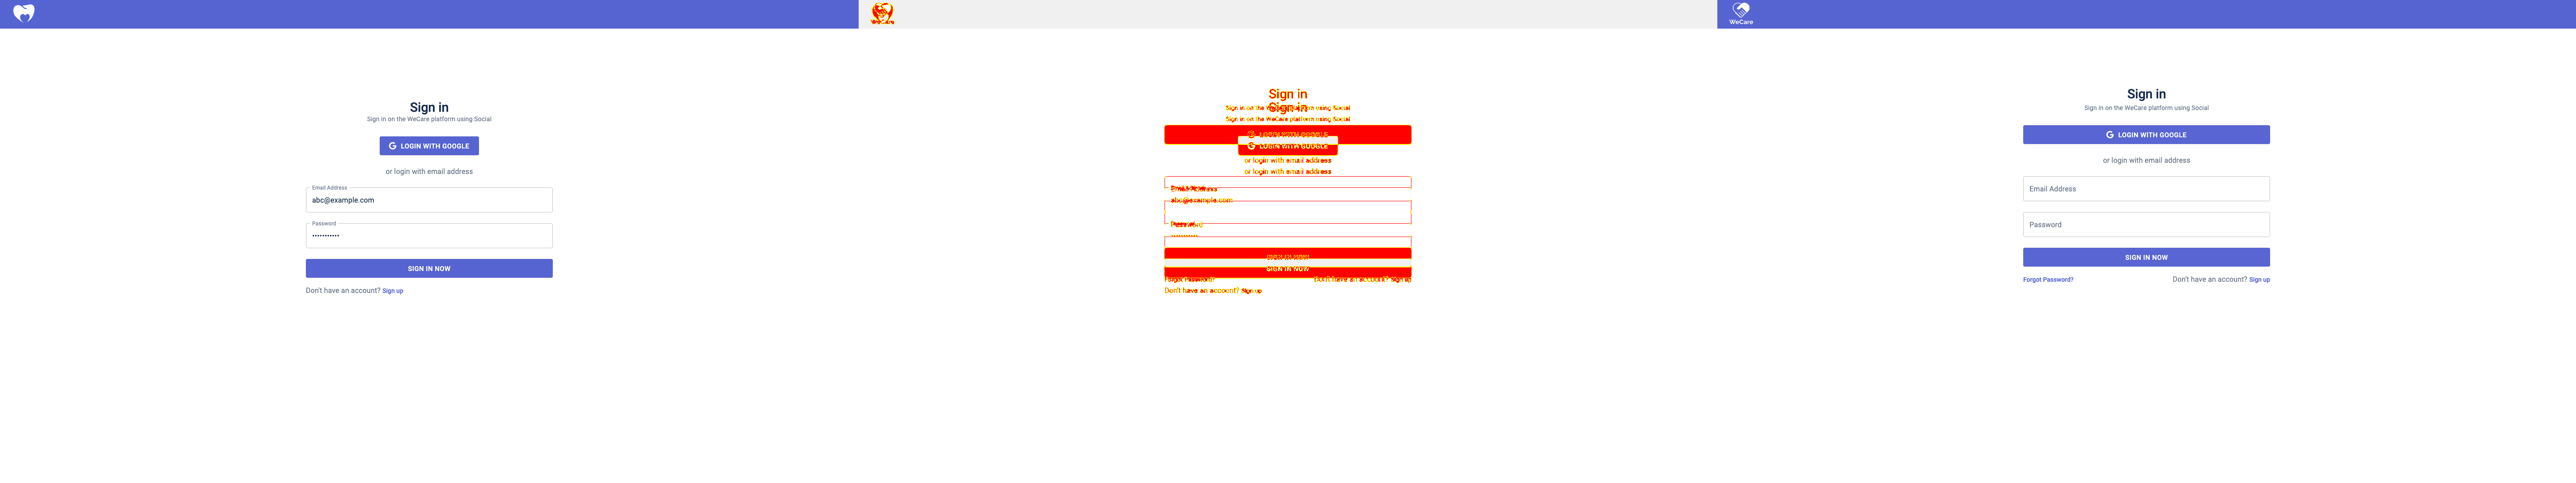 Sign in
Sign in on the WeCare platform using Social
LOGIN WITH GOOGLE
or login with email address
Email Address
abc@example.com
Password
SIGN IN NOW
Don't have an account? Sign up
WeCare
Sign in
Sign in
Sign in on the WeCare platform using Social
Sign in on the WeCare platform using Social
LOGIN WITH GOOGLE
LOGIN WITH GOOGLE
or login with email address
or login with email address
Email Address
abc@example.com
Password
SIGN IN NOW
SIGN IN NOW
Forgot Password? Don't have an account? Sign up
Don't have an account? Sign up
WeCare
Sign in
Sign in on the WeCare platform using Social
LOGIN WITH GOOGLE
or login with email address
Email Address
Password
SIGN IN NOW
Forgot Password? Don't have an account? Sign up